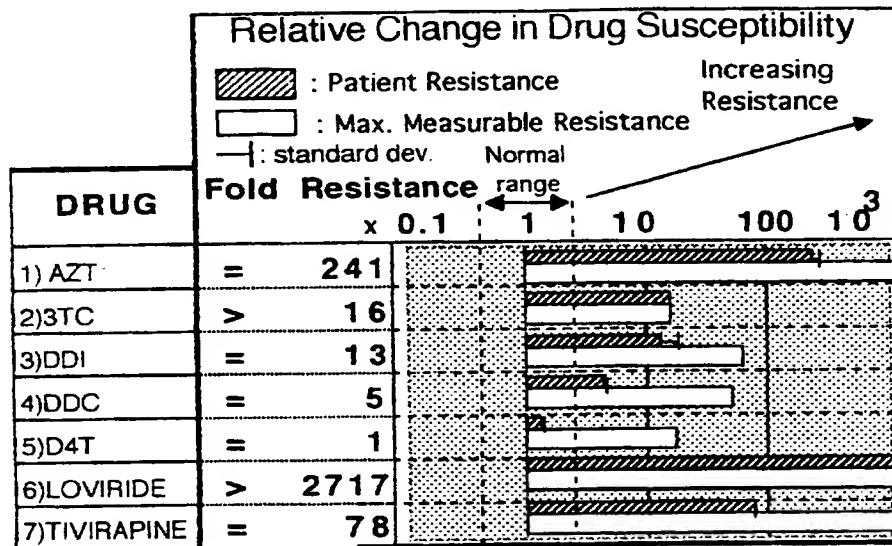 Relative Change in Drug Susceptibility
: Patient Resistance
Increasing
Resistance
: Max. Measurable Resistance
: standard dev.
Normal
range
DRUG Fold Resistance
x 0.1 1 10 100 10³
1) AZT = 241
2)3TC > 16
3)DDI = 13
4)DDC = 5
5)D4T = 1
6)LOVIRIDE > 2717
7)TIVIRAPINE = 78